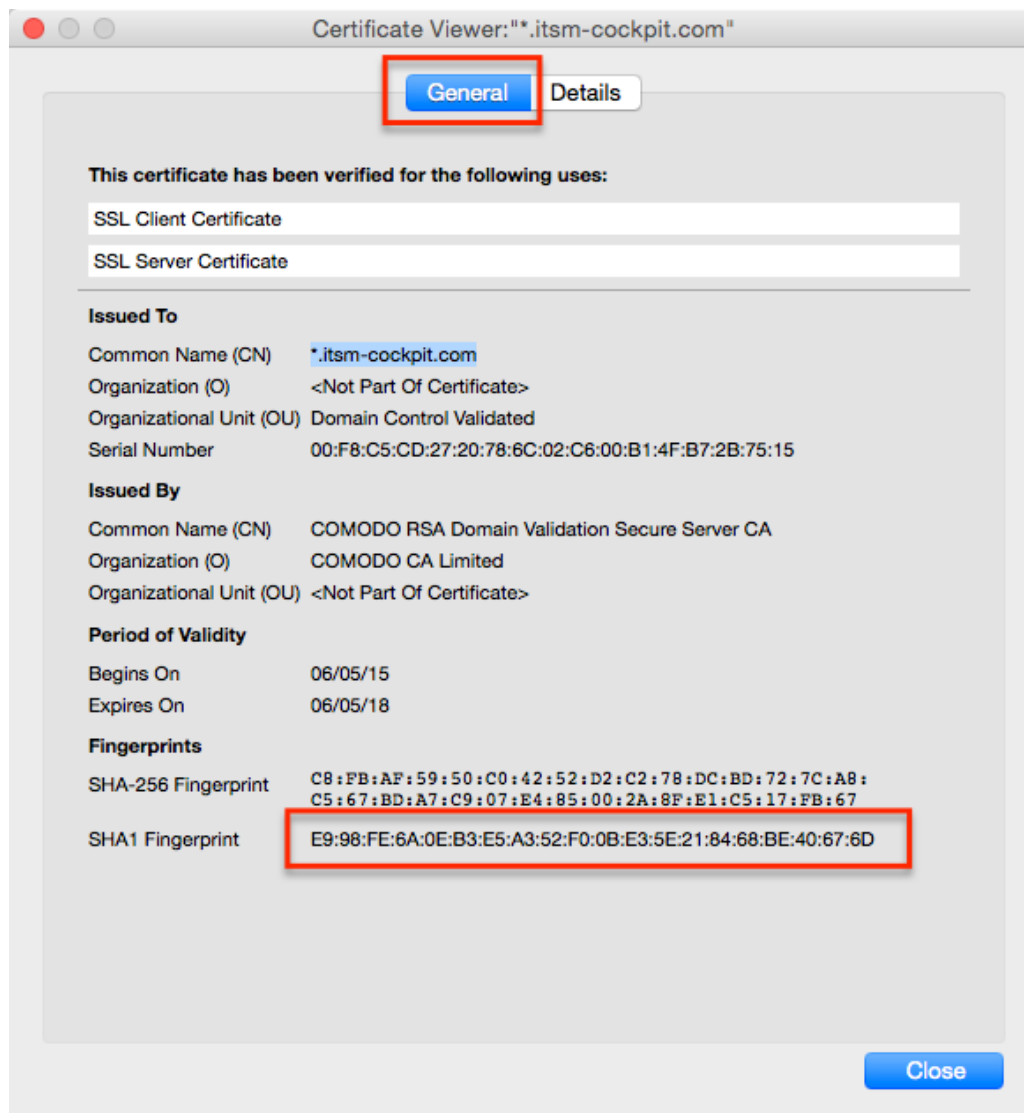 Certificate Viewer:"*.itsm-cockpit.com"
General Details
This certificate has been verified for the following uses:
SSL Client Certificate
SSL Server Certificate
Issued To
Common Name (CN) *.itsm-cockpit.com
Organization (O) <Not Part Of Certificate>
Organizational Unit (OU) Domain Control Validated
Serial Number 00:F8:C5:CD:27:20:78:6C:02:C6:00:B1:4F:B7:2B:75:15
Issued By
Common Name (CN) COMODO RSA Domain Validation Secure Server CA
Organization (O) COMODO CA Limited
Organizational Unit (OU) <Not Part Of Certificate>
Period of Validity
Begins On 06/05/15
Expires On 06/05/18
Fingerprints
SHA-256 Fingerprint C8:FB:AF:59:50:C0:42:52:D2:C2:78:DC:BD:72:7C:A8:
C5:67:BD:A7:C9:07:E4:85:00:2A:8F:E1:C5:17:FB:67
SHA1 Fingerprint E9:98:FE:6A:0E:B3:E5:A3:52:F0:0B:E3:5E:21:84:68:BE:40:67:6D
Close